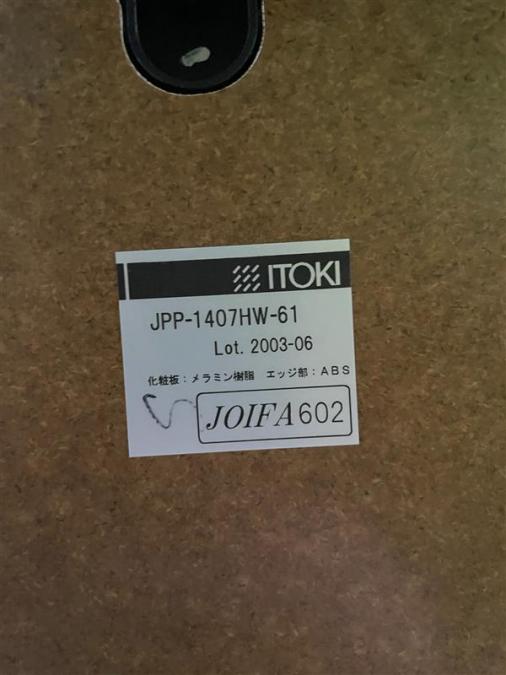 ITOKI
JPP-1407HW-61
Lot. 2003-06
化粧板：メラミン樹脂 エッジ部：ABS
JOIFA602